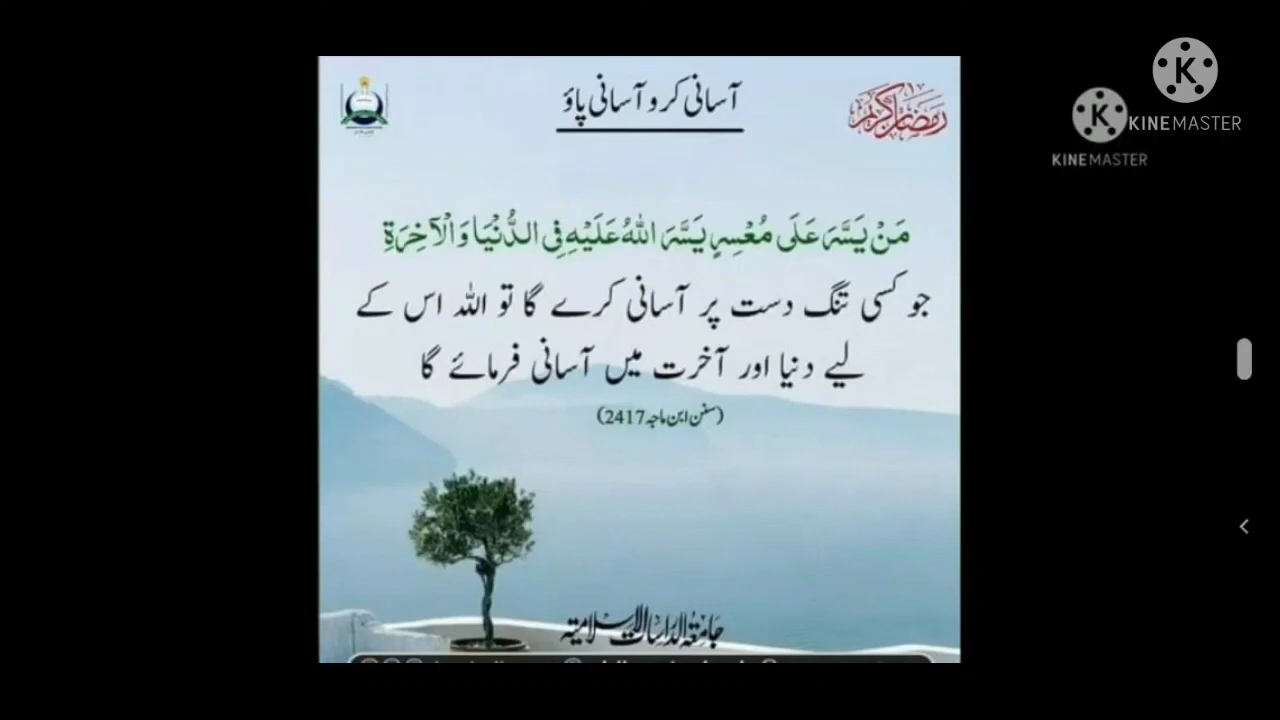 آسانی کرو آسانی پاؤ
رمضان کریم
KINEMASTER
KINEMASTER
مَنْ يَسَّرَ عَلَى مُعْسِرٍ يَسَّرَ اللهُ عَلَيْهِ فِي الدُّنْيَا وَالْآخِرَةِ
جو کسی تنگ دست پر آسانی کرے گا تو اللہ اس کے
لیے دنیا اور آخرت میں آسانی فرمائے گا
(سنن ابن ماجہ 2417)
جامعۃ الدراسات الاسلامیۃ